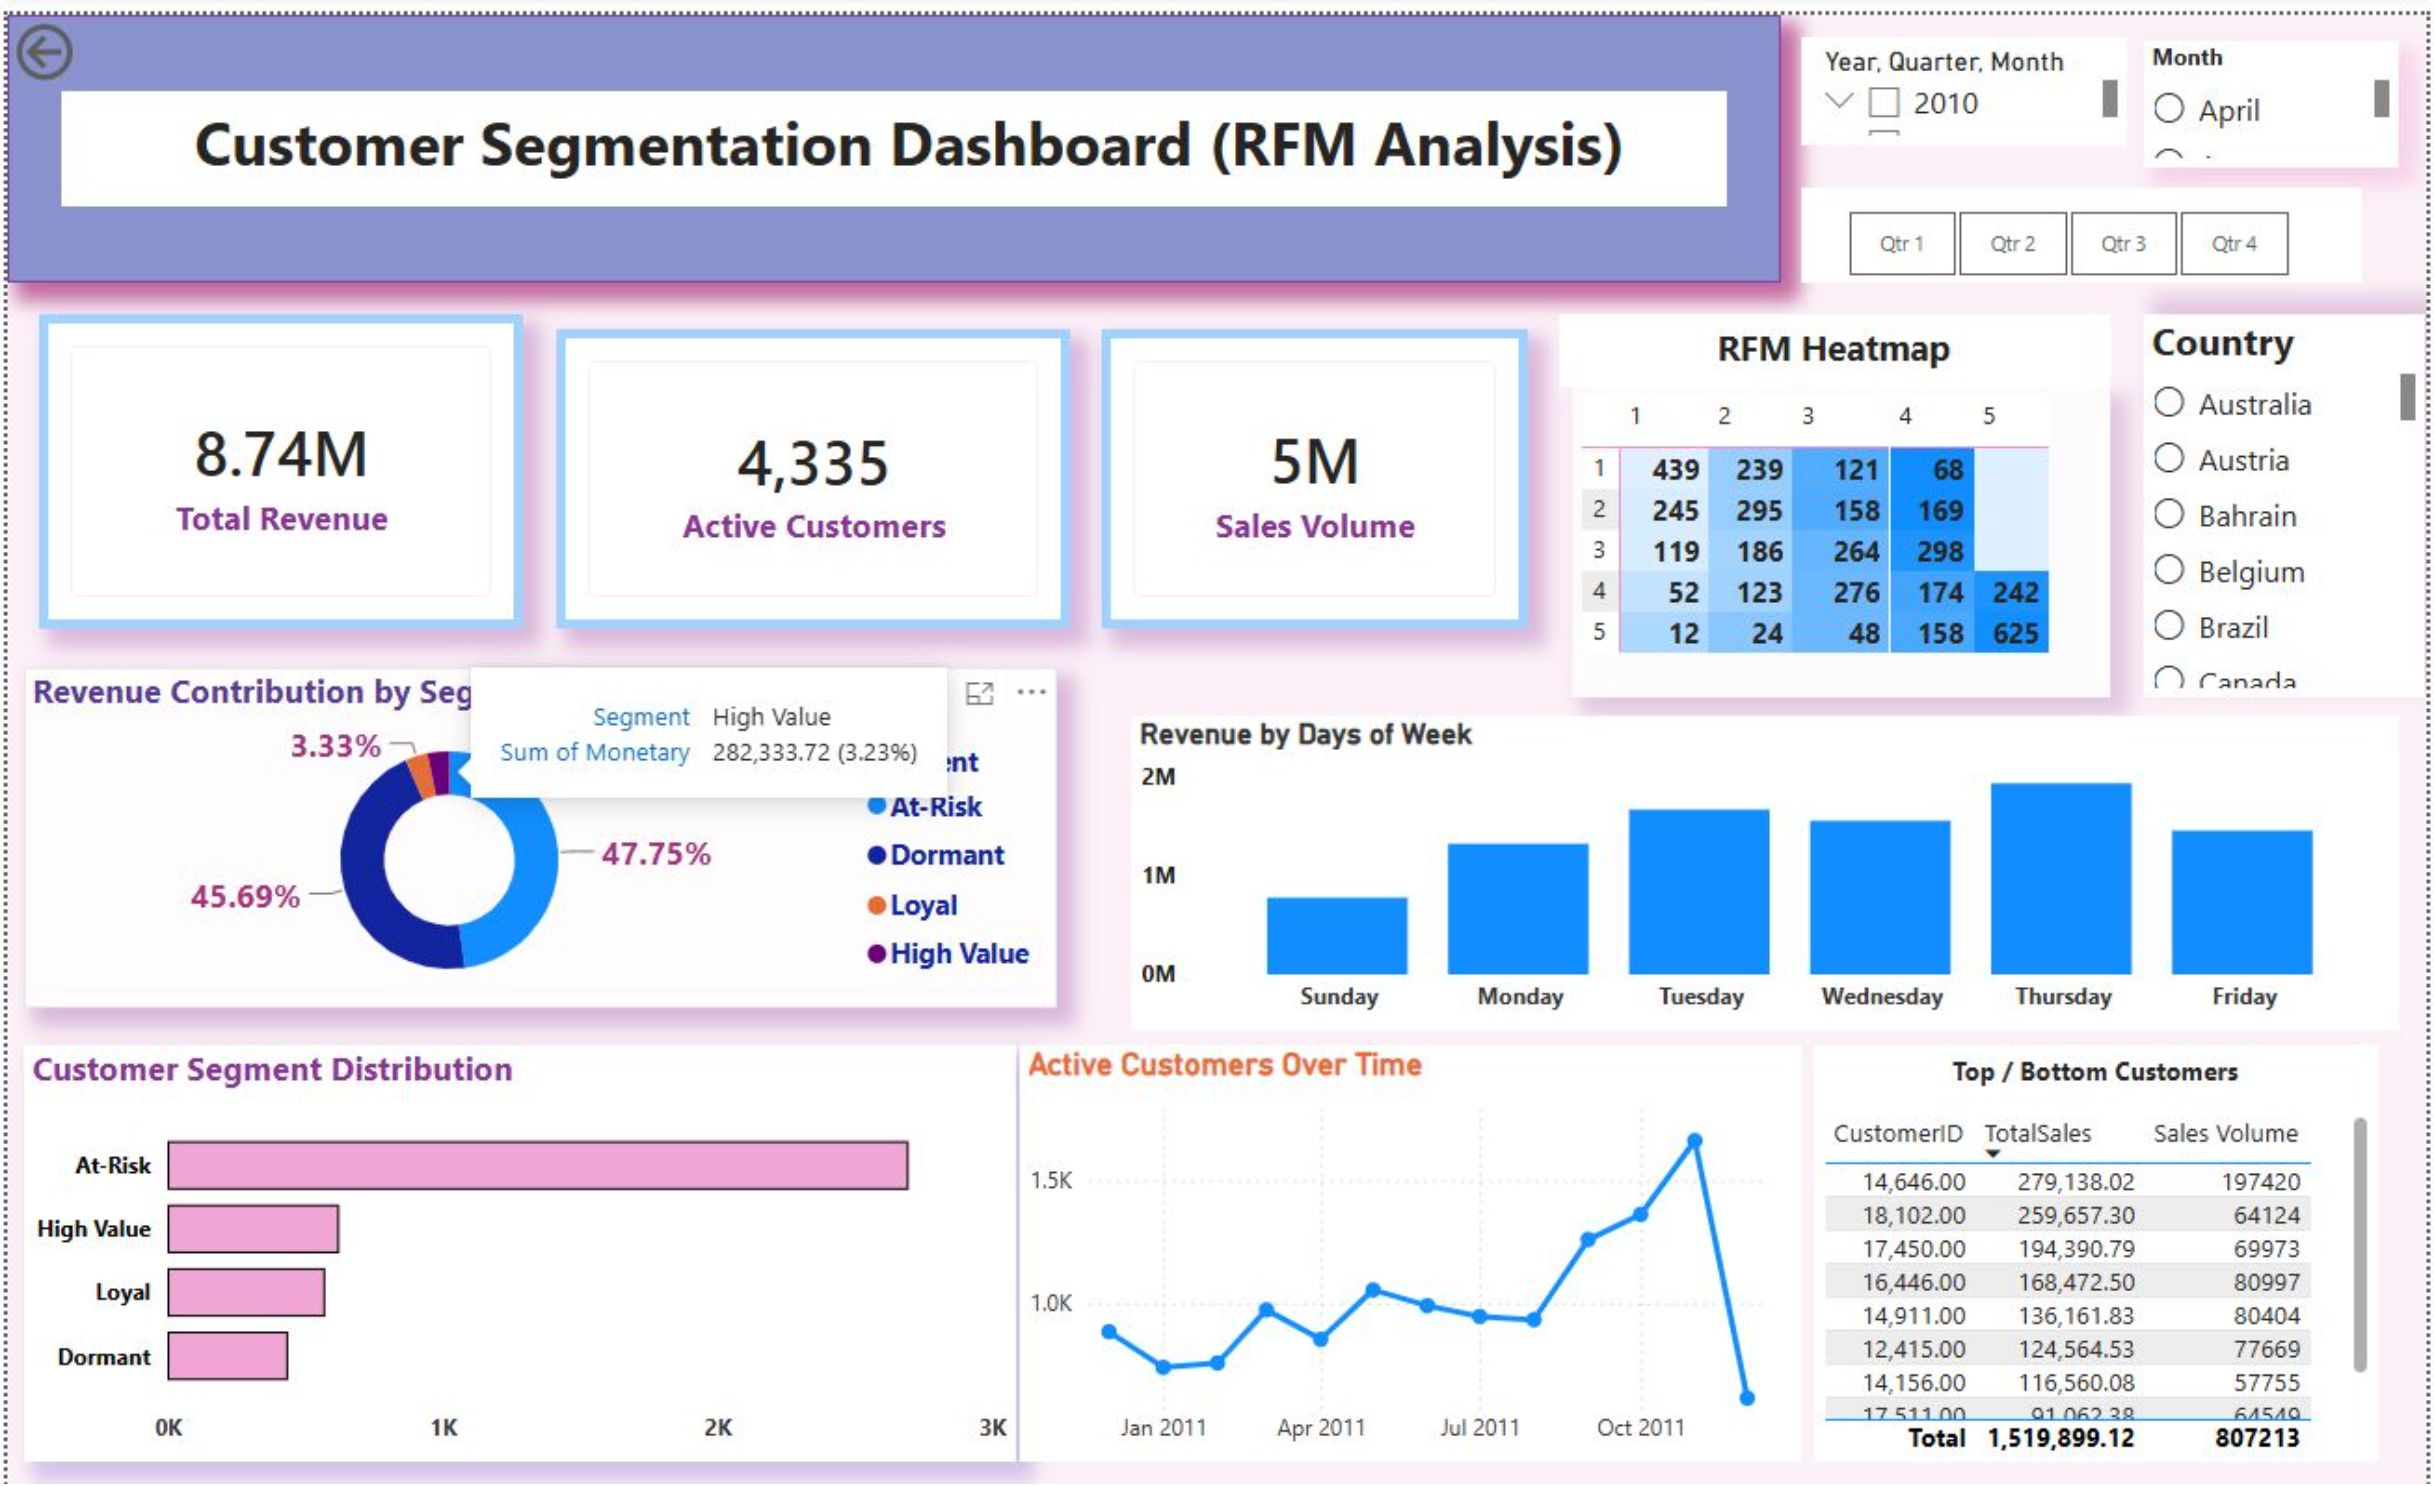 Customer Segmentation Dashboard (RFM Analysis)
Year, Quarter, Month
2010
Month
April
Qtr 1 Qtr 2 Qtr 3 Qtr 4
8.74M
Total Revenue
4,335
Active Customers
5M
Sales Volume
RFM Heatmap
1 2 3 4 5
1 439 239 121 68
2 245 295 158 169
3 119 186 264 298
4 52 123 276 174 242
5 12 24 48 158 625
Country
Australia
Austria
Bahrain
Belgium
Brazil
Canada
Revenue Contribution by Seg
Segment High Value
Sum of Monetary 282,333.72 (3.23%)
3.33%
47.75%
45.69%
ent
At-Risk
Dormant
Loyal
High Value
Revenue by Days of Week
2M
1M
0M
Sunday Monday Tuesday Wednesday Thursday Friday
Customer Segment Distribution
At-Risk
High Value
Loyal
Dormant
0K 1K 2K 3K
Active Customers Over Time
1.5K
1.0K
Jan 2011 Apr 2011 Jul 2011 Oct 2011
Top / Bottom Customers
CustomerID TotalSales Sales Volume
14,646.00 279,138.02 197420
18,102.00 259,657.30 64124
17,450.00 194,390.79 69973
16,446.00 168,472.50 80997
14,911.00 136,161.83 80404
12,415.00 124,564.53 77669
14,156.00 116,560.08 57755
17,511.00 91,062.38 64549
Total 1,519,899.12 807213